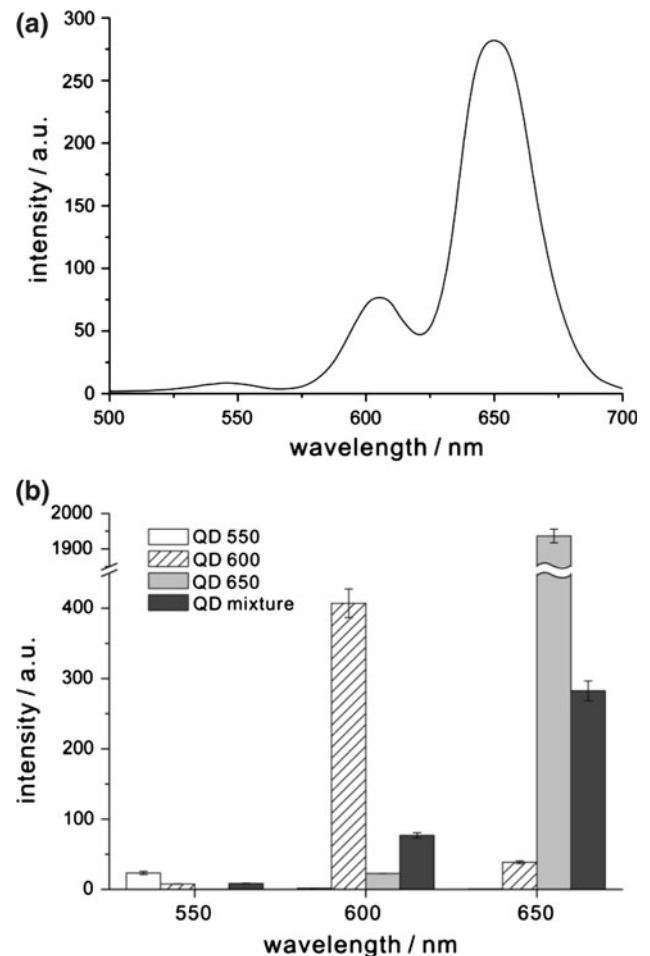 (a)
300
250
200
150
100
50
0
intensity / a.u.
500 550 600 650 700
wavelength / nm
(b)
2000
1900
400
300
200
100
0
intensity / a.u.
QD 550
QD 600
QD 650
QD mixture
550 600 650
wavelength / nm